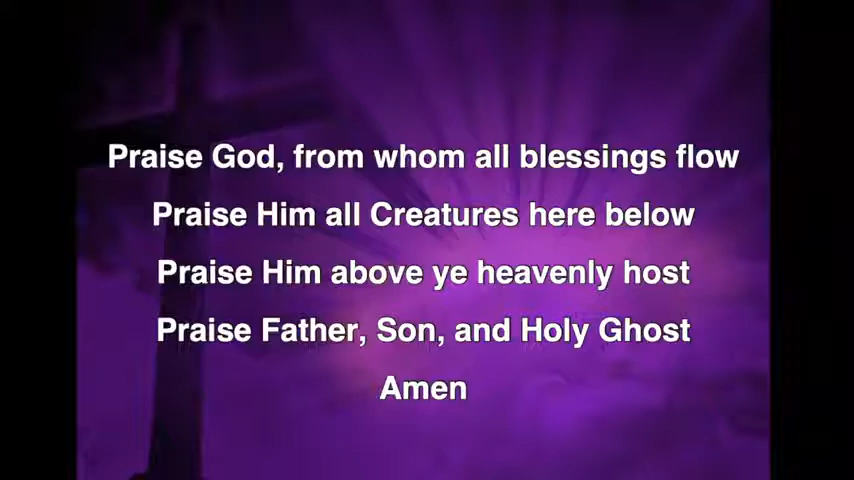 Praise God, from whom all blessings flow
Praise Him all Creatures here below
Praise Him above ye heavenly host
Praise Father, Son, and Holy Ghost
Amen